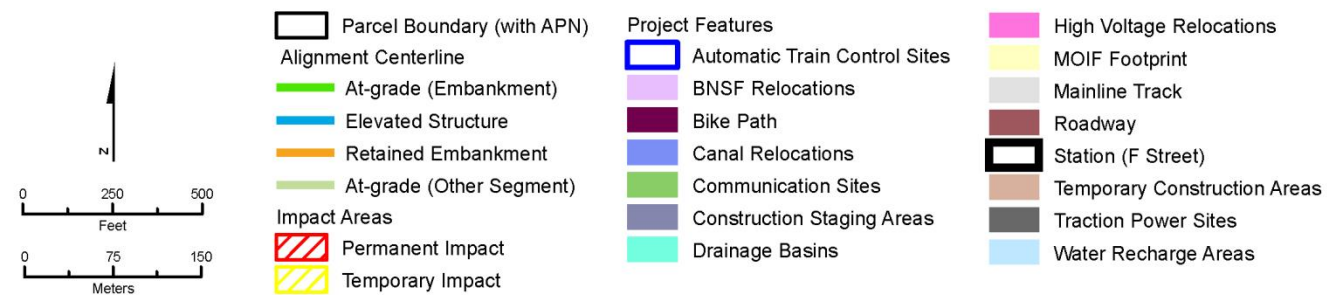 N
0 250 500
Feet
0 75 150
Meters
Parcel Boundary (with APN)
Alignment Centerline
At-grade (Embankment)
Elevated Structure
Retained Embankment
At-grade (Other Segment)
Impact Areas
Permanent Impact
Temporary Impact
Project Features
Automatic Train Control Sites
BNSF Relocations
Bike Path
Canal Relocations
Communication Sites
Construction Staging Areas
Drainage Basins
High Voltage Relocations
MOIF Footprint
Mainline Track
Roadway
Station (F Street)
Temporary Construction Areas
Traction Power Sites
Water Recharge Areas